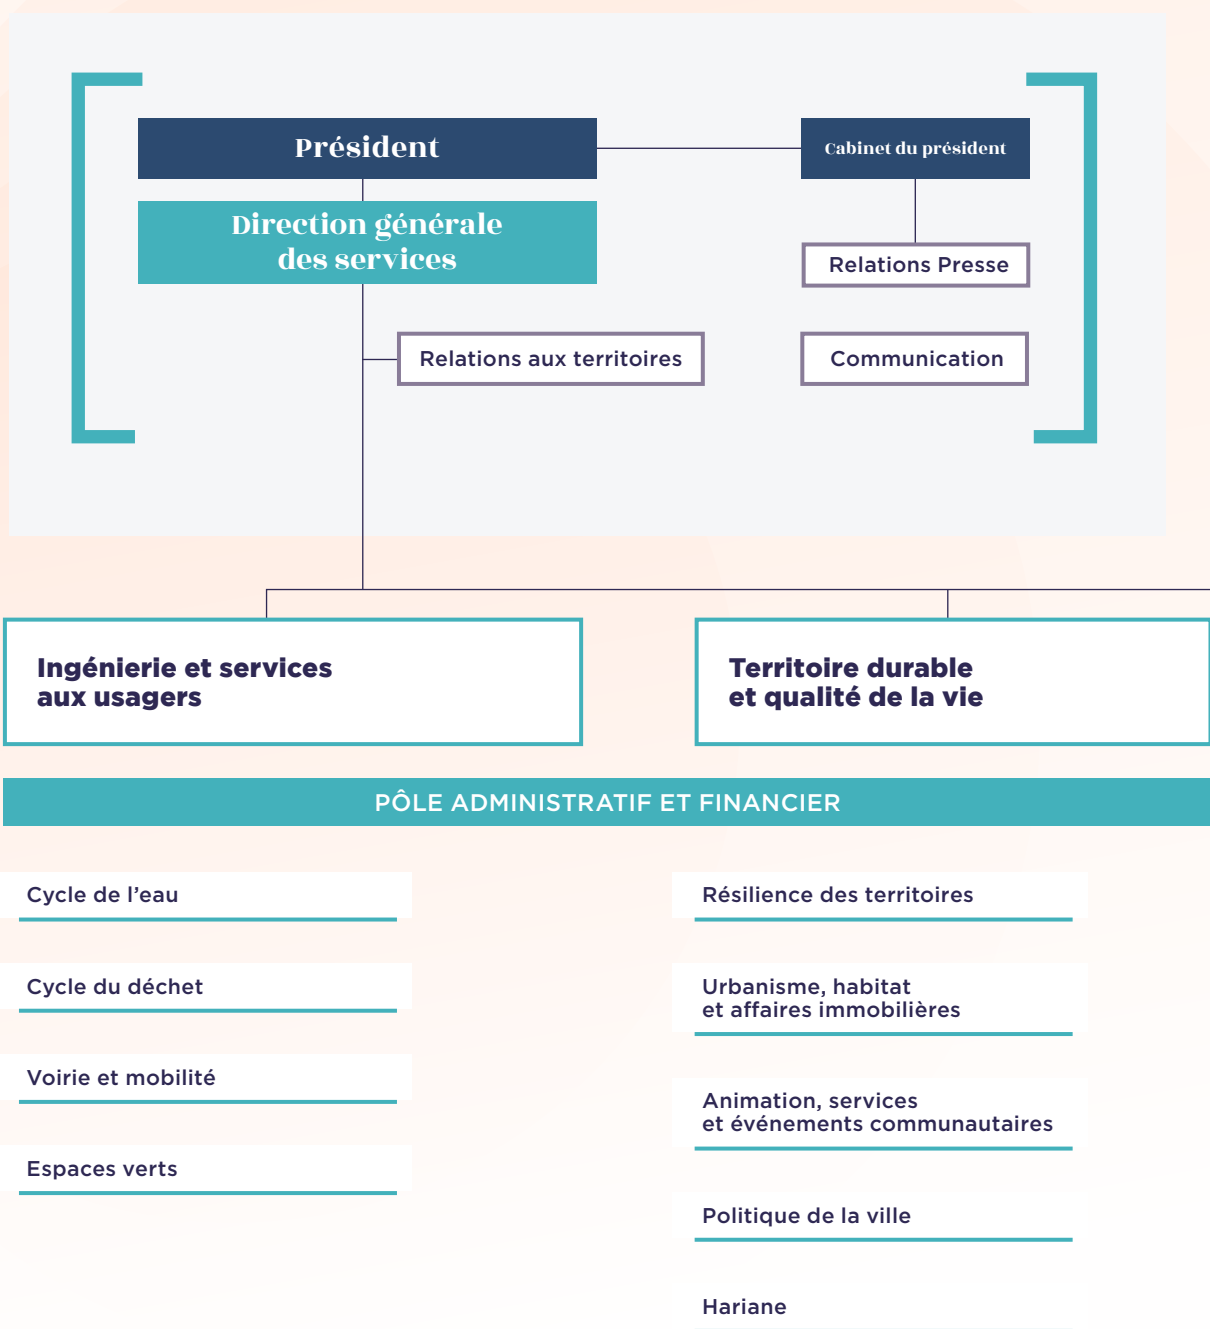 Président
Cabinet du président
Direction générale
des services
Relations Presse
Relations aux territoires
Communication
Ingénierie et services
aux usagers
Territoire durable
et qualité de la vie
PÔLE ADMINISTRATIF ET FINANCIER
Cycle de l’eau
Cycle du déchet
Voirie et mobilité
Espaces verts
Résilience des territoires
Urbanisme, habitat
et affaires immobilières
Animation, services
et événements communautaires
Politique de la ville
Hariane